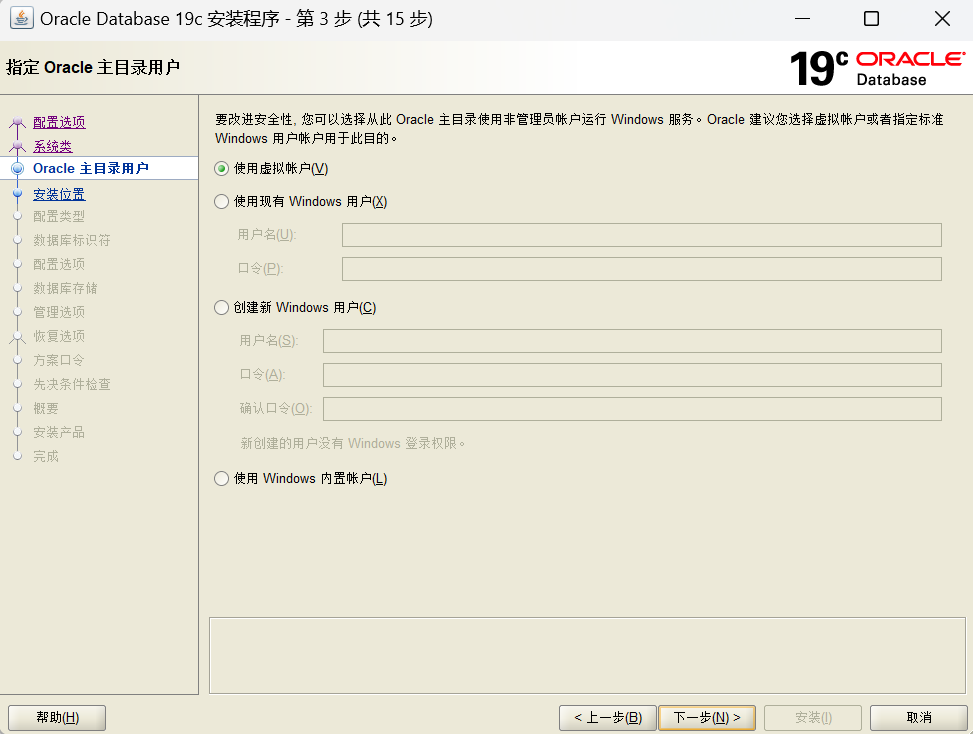 Oracle Database 19c 安装程序 - 第 3 步 (共 15 步)
指定 Oracle 主目录用户
19c ORACLE Database
配置选项
系统类
Oracle 主目录用户
安装位置
配置类型
数据库标识符
配置选项
数据库存储
管理选项
恢复选项
方案口令
先决条件检查
概要
安装产品
完成
要改进安全性, 您可以选择从此 Oracle 主目录使用非管理员帐户运行 Windows 服务。Oracle 建议您选择虚拟帐户或者指定标准
Windows 用户帐户用于此目的。
使用虚拟帐户(V)
使用现有 Windows 用户(X)
用户名(U):
口令(P):
创建新 Windows 用户(C)
用户名(S):
口令(A):
确认口令(O):
新创建的用户没有 Windows 登录权限。
使用 Windows 内置帐户(L)
帮助(H)
< 上一步(B)
下一步(N) >
安装(I)
取消